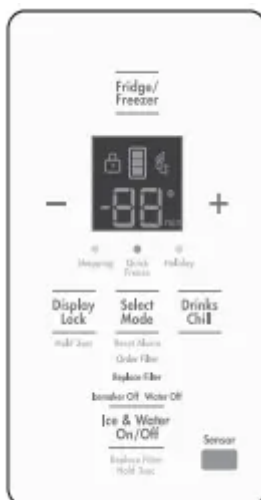 Fridge/
Freezer
-88°
− +
Shopping Quick Freeze Holiday
Display Lock Select Mode Drinks Chill
Hold 3sec Reset Alarm
Order Filter
Replace Filter
Icemaker Off Water Off
Ice & Water
On/Off
Sensor
Replace Filter
Hold 3sec